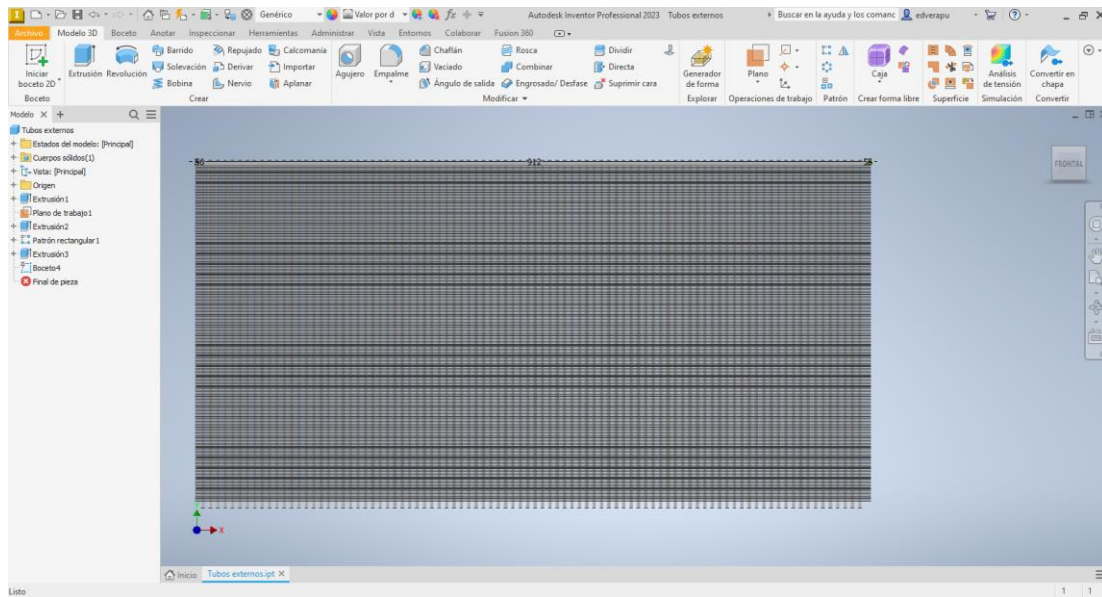 Genérico Valor por d fx Autodesk Inventor Professional 2023 Tubos externos Buscar en la ayuda y los comanc edverapu
Archivo Modelo 3D Boceto Anotar Inspeccionar Herramientas Administrar Vista Entornos Colaborar Fusion 360
Iniciar boceto 2D
Extrusión
Revolución
Barrido Repujado Calcomanía
Solevación Derivar Importar
Bobina Nervio Aplanar
Agujero
Empalme
Chaflán Rosca Dividir
Vaciado Combinar Directa
Ángulo de salida Engrosado/ Desfase Suprimir cara
Generador de forma
Plano
Caja
Análisis de tensión
Convertir en chapa
Boceto Crear Modificar Explorar Operaciones de trabajo Patrón Crear forma libre Superficie Simulación Convertir
Modelo
Tubos externos
Estados del modelo: [Principal]
Cuerpos sólidos(1)
Vista: [Principal]
Origen
Extrusión1
Plano de trabajo1
Extrusión2
Patrón rectangular1
Extrusión3
Boceto4
Final de pieza
912
FRONTAL
X
Inicio Tubos externos.ipt
Listo 1 1